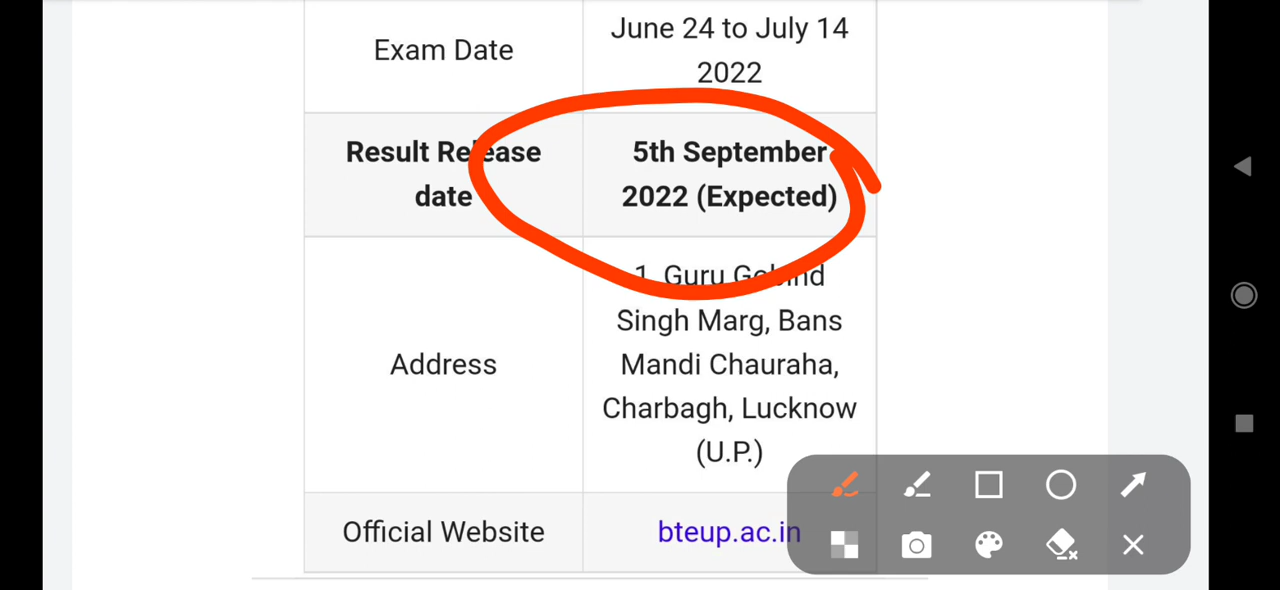 June 24 to July 14
Exam Date
2022
Result Release
date
5th September
2022 (Expected)
1, Guru Gobind
Singh Marg, Bans
Address
Mandi Chauraha,
Charbagh, Lucknow
(U.P.)
Official Website
bteup.ac.in